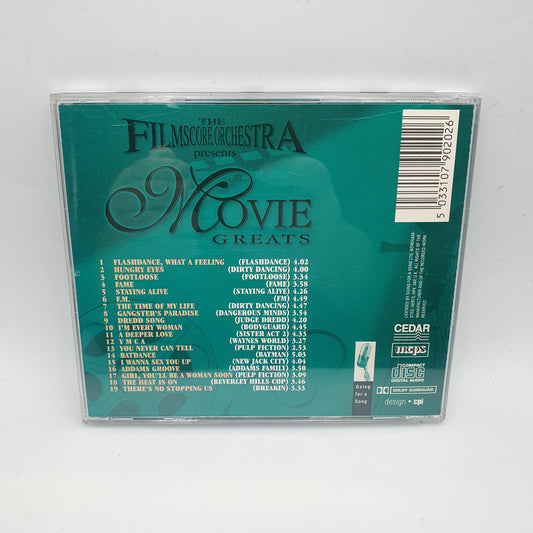 THE
FILMSCORE ORCHESTRA
presents
MOVIE
GREATS
1 FLASHDANCE, WHAT A FEELING (FLASHDANCE) 4.02
2 HUNGRY EYES (DIRTY DANCING) 4.00
3 FOOTLOOSE (FOOTLOOSE) 3.34
4 FAME (FAME) 3.58
5 STAYING ALIVE (STAYING ALIVE) 4.26
6 F.M. (FM) 4.49
7 THE TIME OF MY LIFE (DIRTY DANCING) 4.47
8 GANGSTER'S PARADISE (DANGEROUS MINDS) 3.54
9 DREDD SONG (JUDGE DREDD) 4.20
10 I'M EVERY WOMAN (BODYGUARD) 4.45
11 A DEEPER LOVE (SISTER ACT 2) 4.33
12 Y M C A (WAYNES WORLD) 3.27
13 YOU NEVER CAN TELL (PULP FICTION) 2.53
14 BATDANCE (BATMAN) 5.03
15 I WANNA SEX YOU UP (NEW JACK CITY) 4.04
16 ADDAMS GROOVE (ADDAMS FAMILY) 3.50
17 GIRL, YOU'LL BE A WOMAN SOON (PULP FICTION) 3.09
18 THE HEAT IS ON (BEVERLEY HILLS COP) 3.46
19 THERE'S NO STOPPING US (BREAKIN) 3.33
5 033107 902026
CEDAR
mcps
COMPACT
disc
DIGITAL AUDIO
DOLBY SURROUND
design • cpi
Going
for a
Song